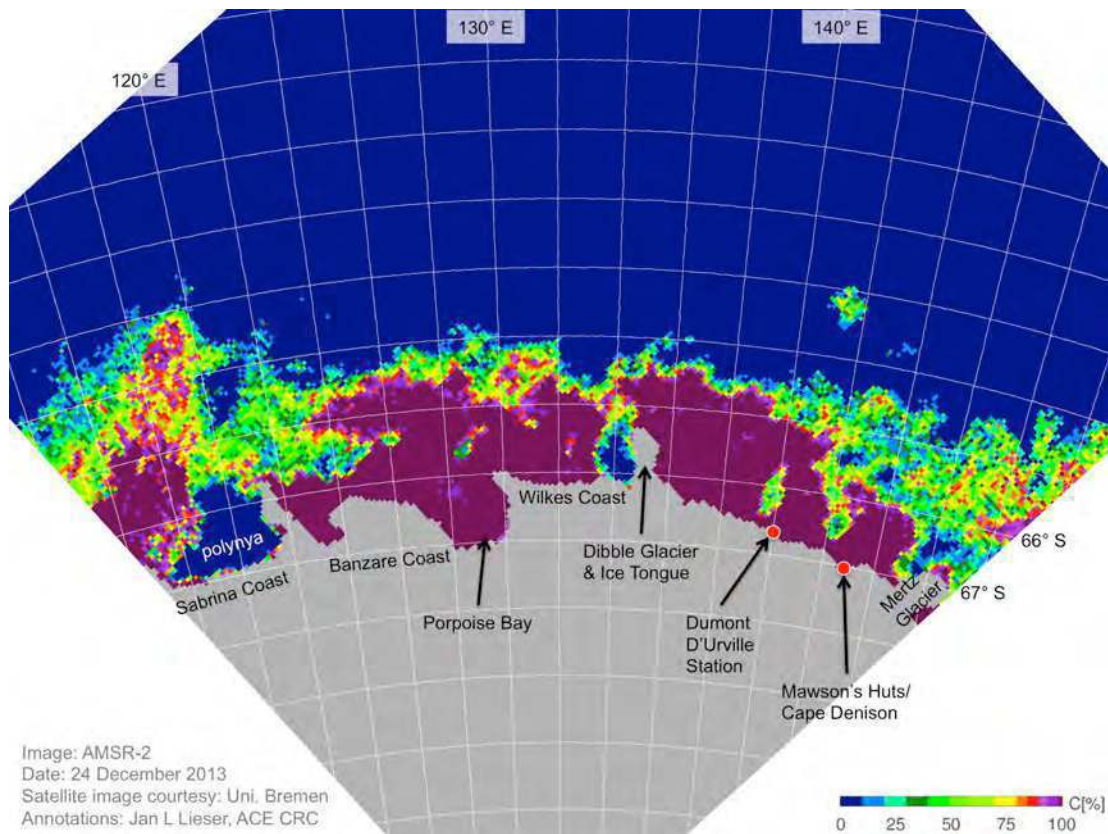 120° E
130° E
140° E
polynya
Sabrina Coast
Banzare Coast
Porpoise Bay
Wilkes Coast
Dibble Glacier
& Ice Tongue
Dumont
D'Urville
Station
Mawson's Huts/
Cape Denison
Mertz
Glacier
66° S
67° S
Image: AMSR-2
Date: 24 December 2013
Satellite image courtesy: Uni. Bremen
Annotations: Jan L Lieser, ACE CRC
C[%]
0 25 50 75 100